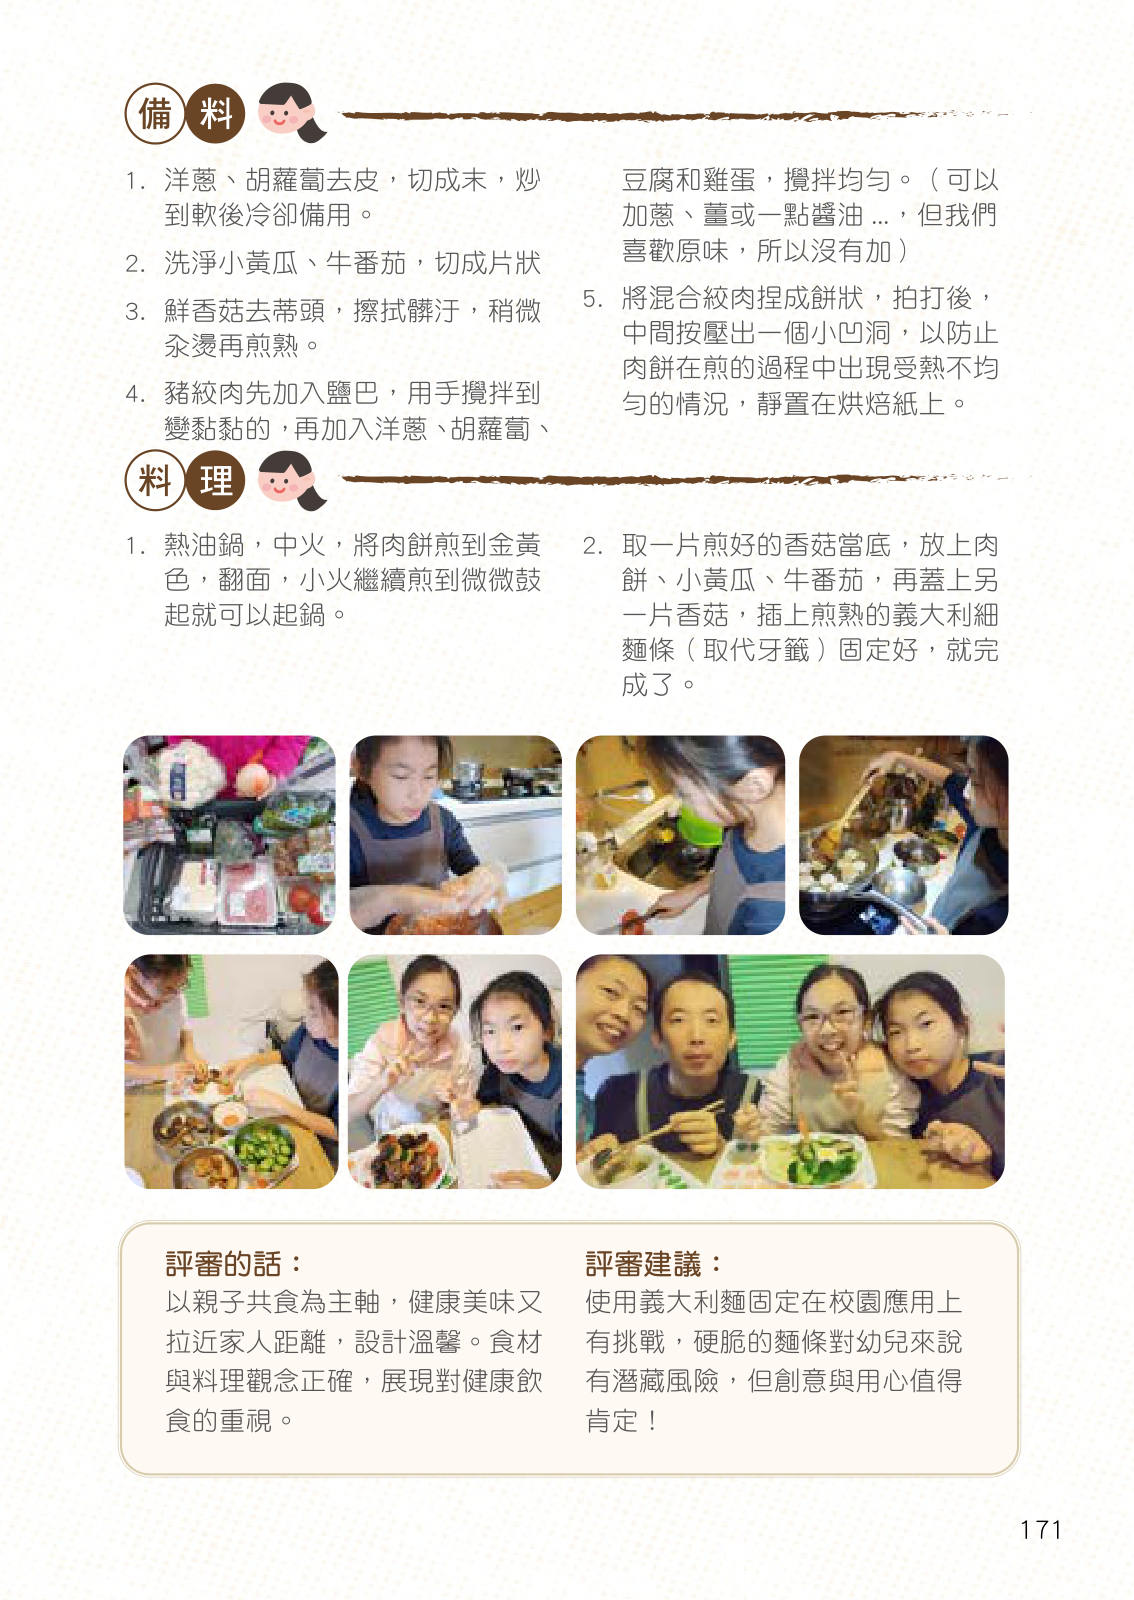 備料
1. 洋蔥、胡蘿蔔去皮，切成末，炒
到軟後冷卻備用。
2. 洗淨小黃瓜、牛番茄，切成片狀
3. 鮮香菇去蒂頭，擦拭髒汙，稍微
汆燙再煎熟。
4. 豬絞肉先加入鹽巴，用手攪拌到
變黏黏的，再加入洋蔥、胡蘿蔔、
豆腐和雞蛋，攪拌均勻。（可以
加蔥、薑或一點醬油 ...，但我們
喜歡原味，所以沒有加）
5. 將混合絞肉捏成餅狀，拍打後，
中間按壓出一個小凹洞，以防止
肉餅在煎的過程中出現受熱不均
勻的情況，靜置在烘焙紙上。
料理
1. 熱油鍋，中火，將肉餅煎到金黃
色，翻面，小火繼續煎到微微鼓
起就可以起鍋。
2. 取一片煎好的香菇當底，放上肉
餅、小黃瓜、牛番茄，再蓋上另
一片香菇，插上煎熟的義大利細
麵條（取代牙籤）固定好，就完
成了。
評審的話：
以親子共食為主軸，健康美味又
拉近家人距離，設計溫馨。食材
與料理觀念正確，展現對健康飲
食的重視。
評審建議：
使用義大利麵固定在校園應用上
有挑戰，硬脆的麵條對幼兒來說
有潛藏風險，但創意與用心值得
肯定！
171